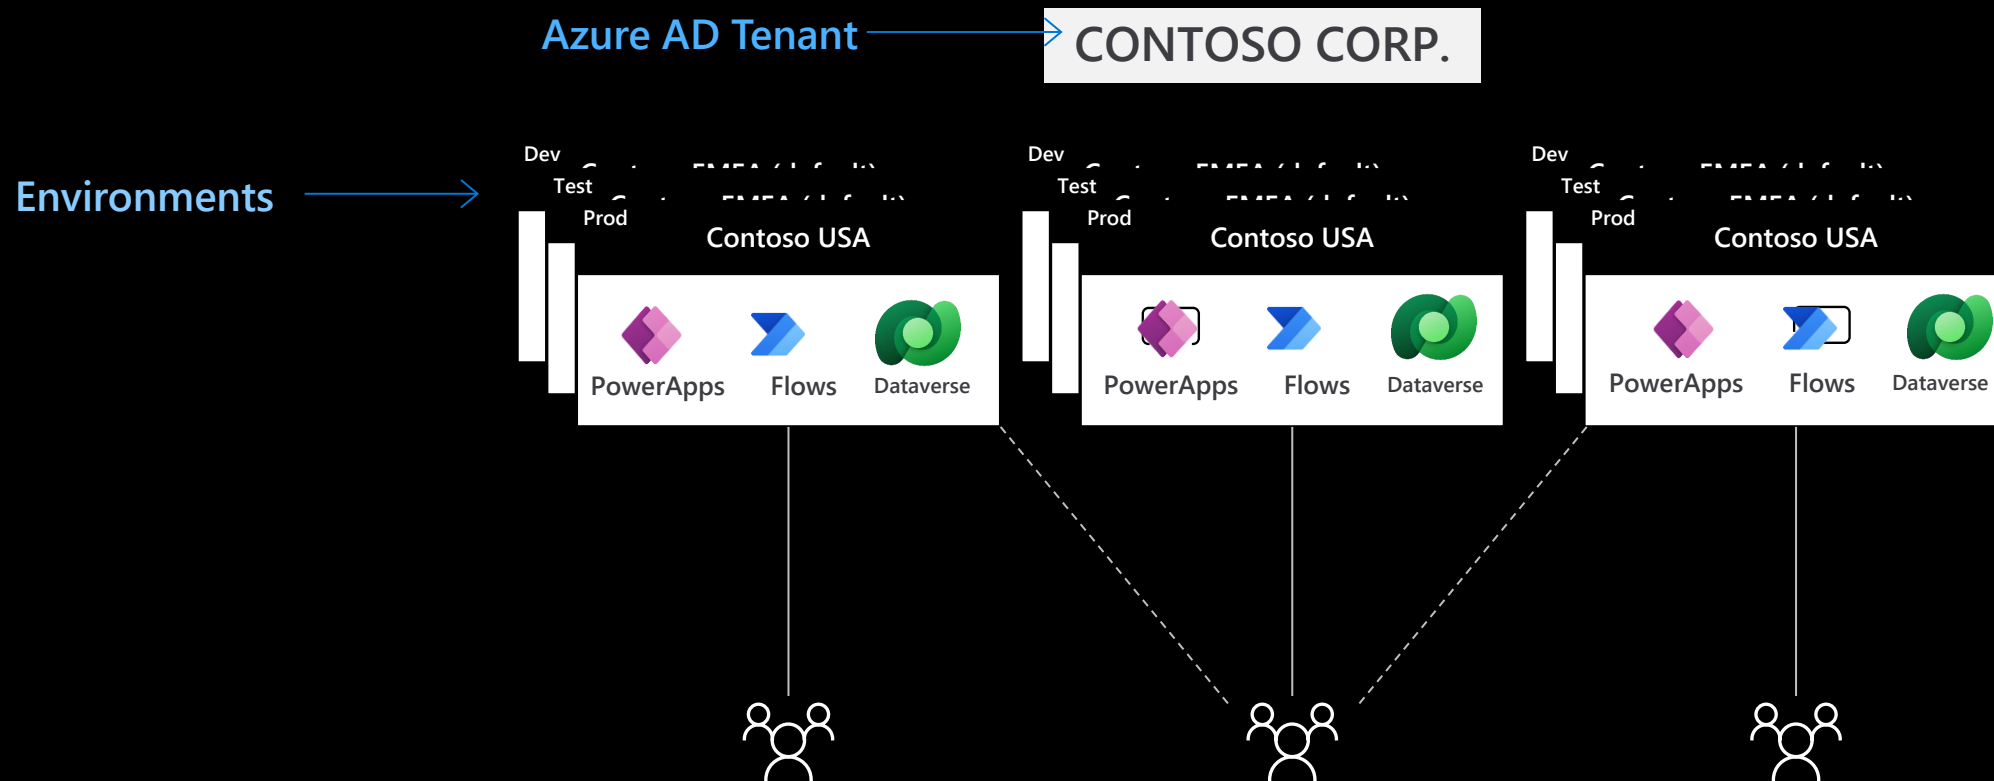 Azure AD Tenant
CONTOSO CORP.
Environments
Dev
Test
Prod
Contoso USA
PowerApps
Flows
Dataverse
Dev
Test
Prod
Contoso USA
PowerApps
Flows
Dataverse
Dev
Test
Prod
Contoso USA
PowerApps
Flows
Dataverse